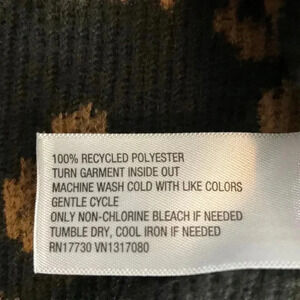 100% RECYCLED POLYESTER
TURN GARMENT INSIDE OUT
MACHINE WASH COLD WITH LIKE COLORS
GENTLE CYCLE
ONLY NON-CHLORINE BLEACH IF NEEDED
TUMBLE DRY, COOL IRON IF NEEDED
RN17730 VN1317080